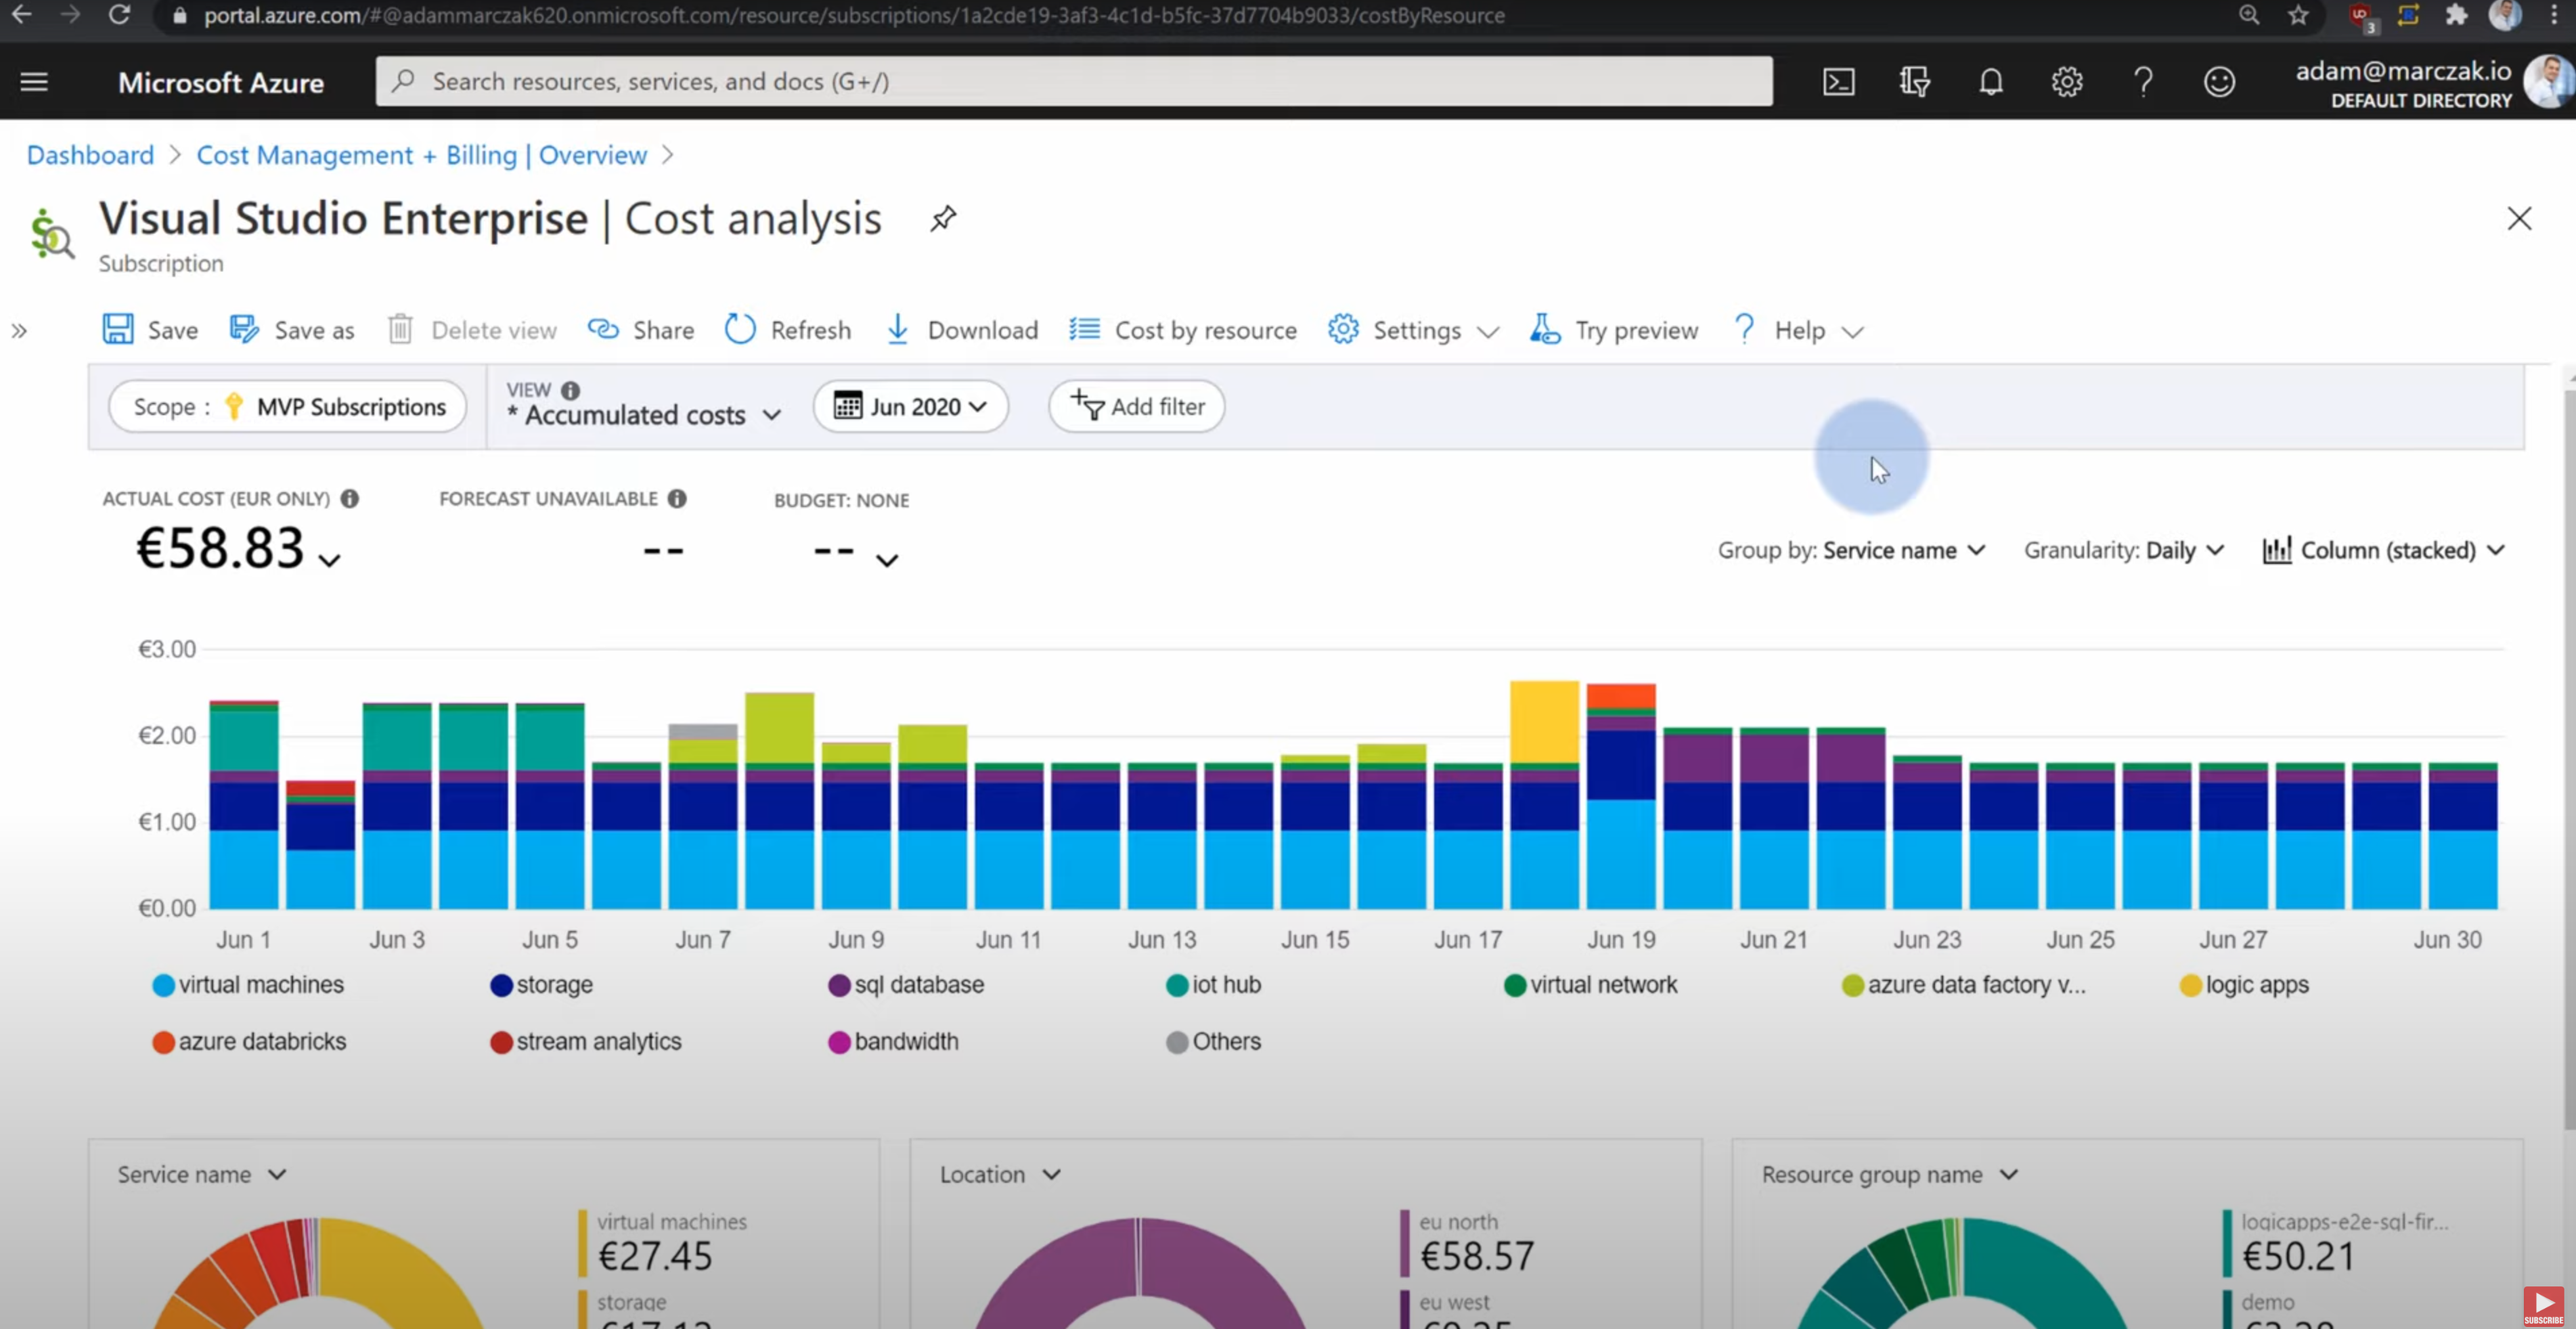 portal.azure.com/#@adammarczak620.onmicrosoft.com/resource/subscriptions/1a2cde19-3af3-4c1d-b5fc-37d7704b9033/costByResource
3
Microsoft Azure
Search resources, services, and docs (G+/)
adam@marczak.io
DEFAULT DIRECTORY
Dashboard > Cost Management + Billing | Overview >
Visual Studio Enterprise | Cost analysis
Subscription
Save Save as Delete view Share Refresh Download Cost by resource Settings Try preview ? Help
Scope : MVP Subscriptions
VIEW
* Accumulated costs
Jun 2020
Add filter
ACTUAL COST (EUR ONLY) FORECAST UNAVAILABLE BUDGET: NONE
€58.83 -- --
Group by: Service name Granularity: Daily Column (stacked)
€3.00
€2.00
€1.00
€0.00
Jun 1 Jun 3 Jun 5 Jun 7 Jun 9 Jun 11 Jun 13 Jun 15 Jun 17 Jun 19 Jun 21 Jun 23 Jun 25 Jun 27 Jun 30
virtual machines storage sql database iot hub virtual network azure data factory v... logic apps
azure databricks stream analytics bandwidth Others
Service name
virtual machines
€27.45
storage
Location
eu north
€58.57
eu west
Resource group name
logicapps-e2e-sql-fir...
€50.21
demo
SUBSCRIBE